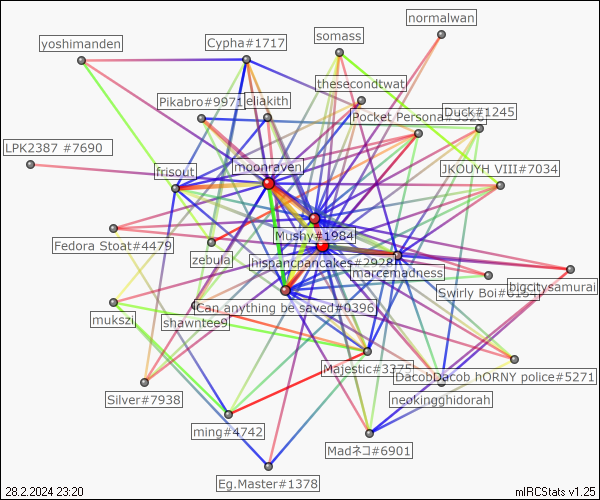 normalwan
yoshimanden
Cypha#1717
somass
thesecondtwat
Pikabro#9971
eliakith
Pocket Persona#5520
Duck#1245
LPK2387 #7690
frisout
moonraven
JKOUYH VIII#7034
Mushy#1984
Fedora Stoat#4479
zebula
hispancpancakes#2928
marcemadness
Swirly Boi#8154
bigcitysamurai
mukszi
shawntee9
Can anything be saved#0396
Majestic#3375
DacobDacob hORNY police#5271
Silver#7938
neokingghidorah
ming#4742
Madネコ#6901
Eg.Master#1378
28.2.2024 23:20
mIRCStats v1.25